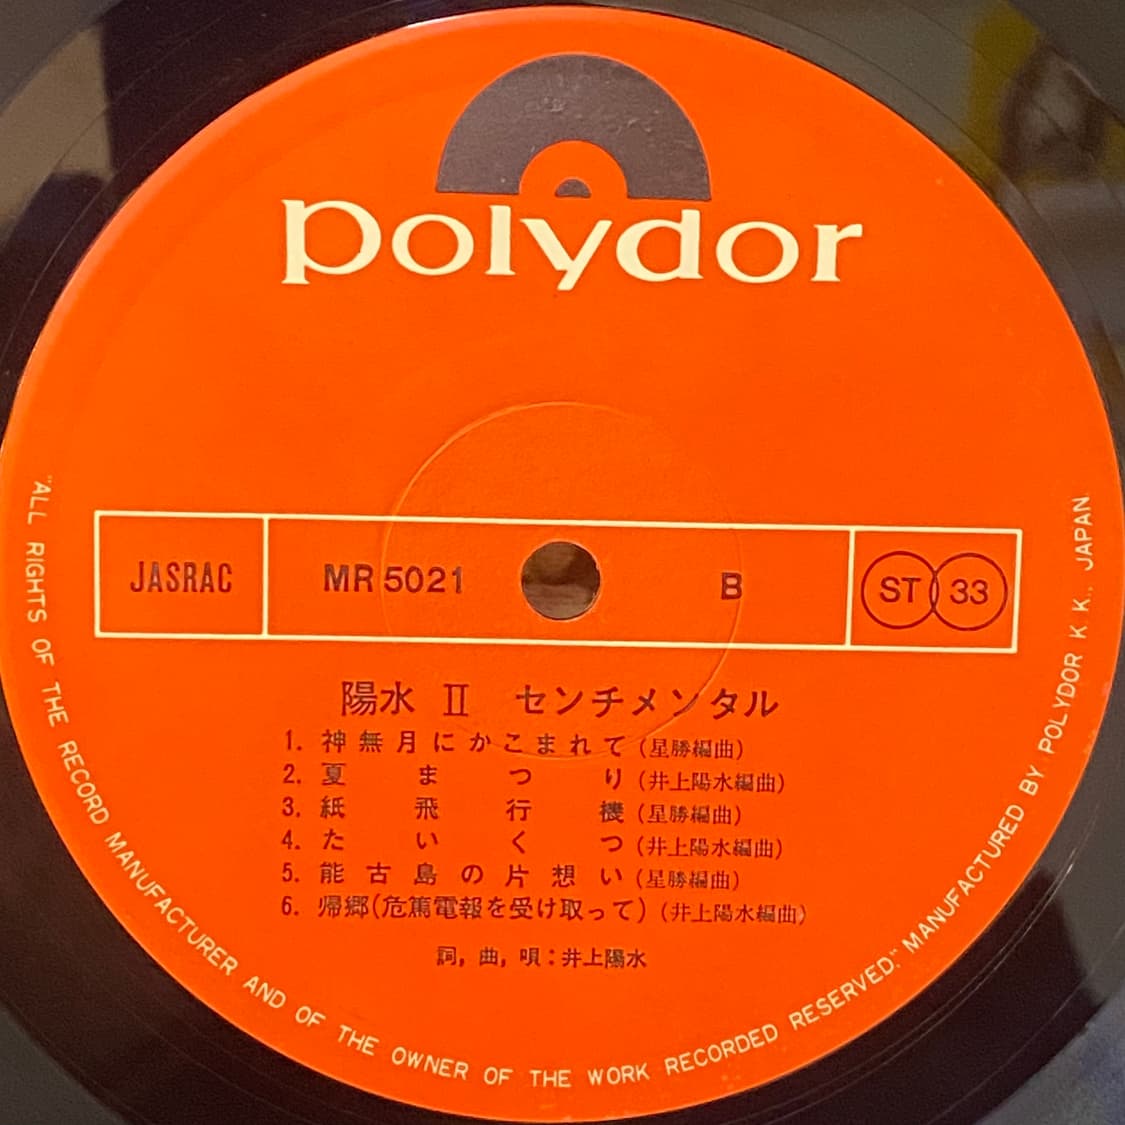 polydor
JASRAC
MR 5021
B
ST 33
陽水 II センチメンタル
1. 神無月にかこまれて (星勝編曲)
2. 夏まつり (井上陽水編曲)
3. 紙飛行機 (星勝編曲)
4. たいくつ (井上陽水編曲)
5. 能古島の片想い (星勝編曲)
6. 帰郷(危篤電報を受け取って) (井上陽水編曲)
詞, 曲, 唄:井上陽水
"ALL RIGHTS OF THE RECORD MANUFACTURER AND OF THE OWNER OF THE WORK RECORDED RESERVED." MANUFACTURED BY POLYDOR K K., JAPAN